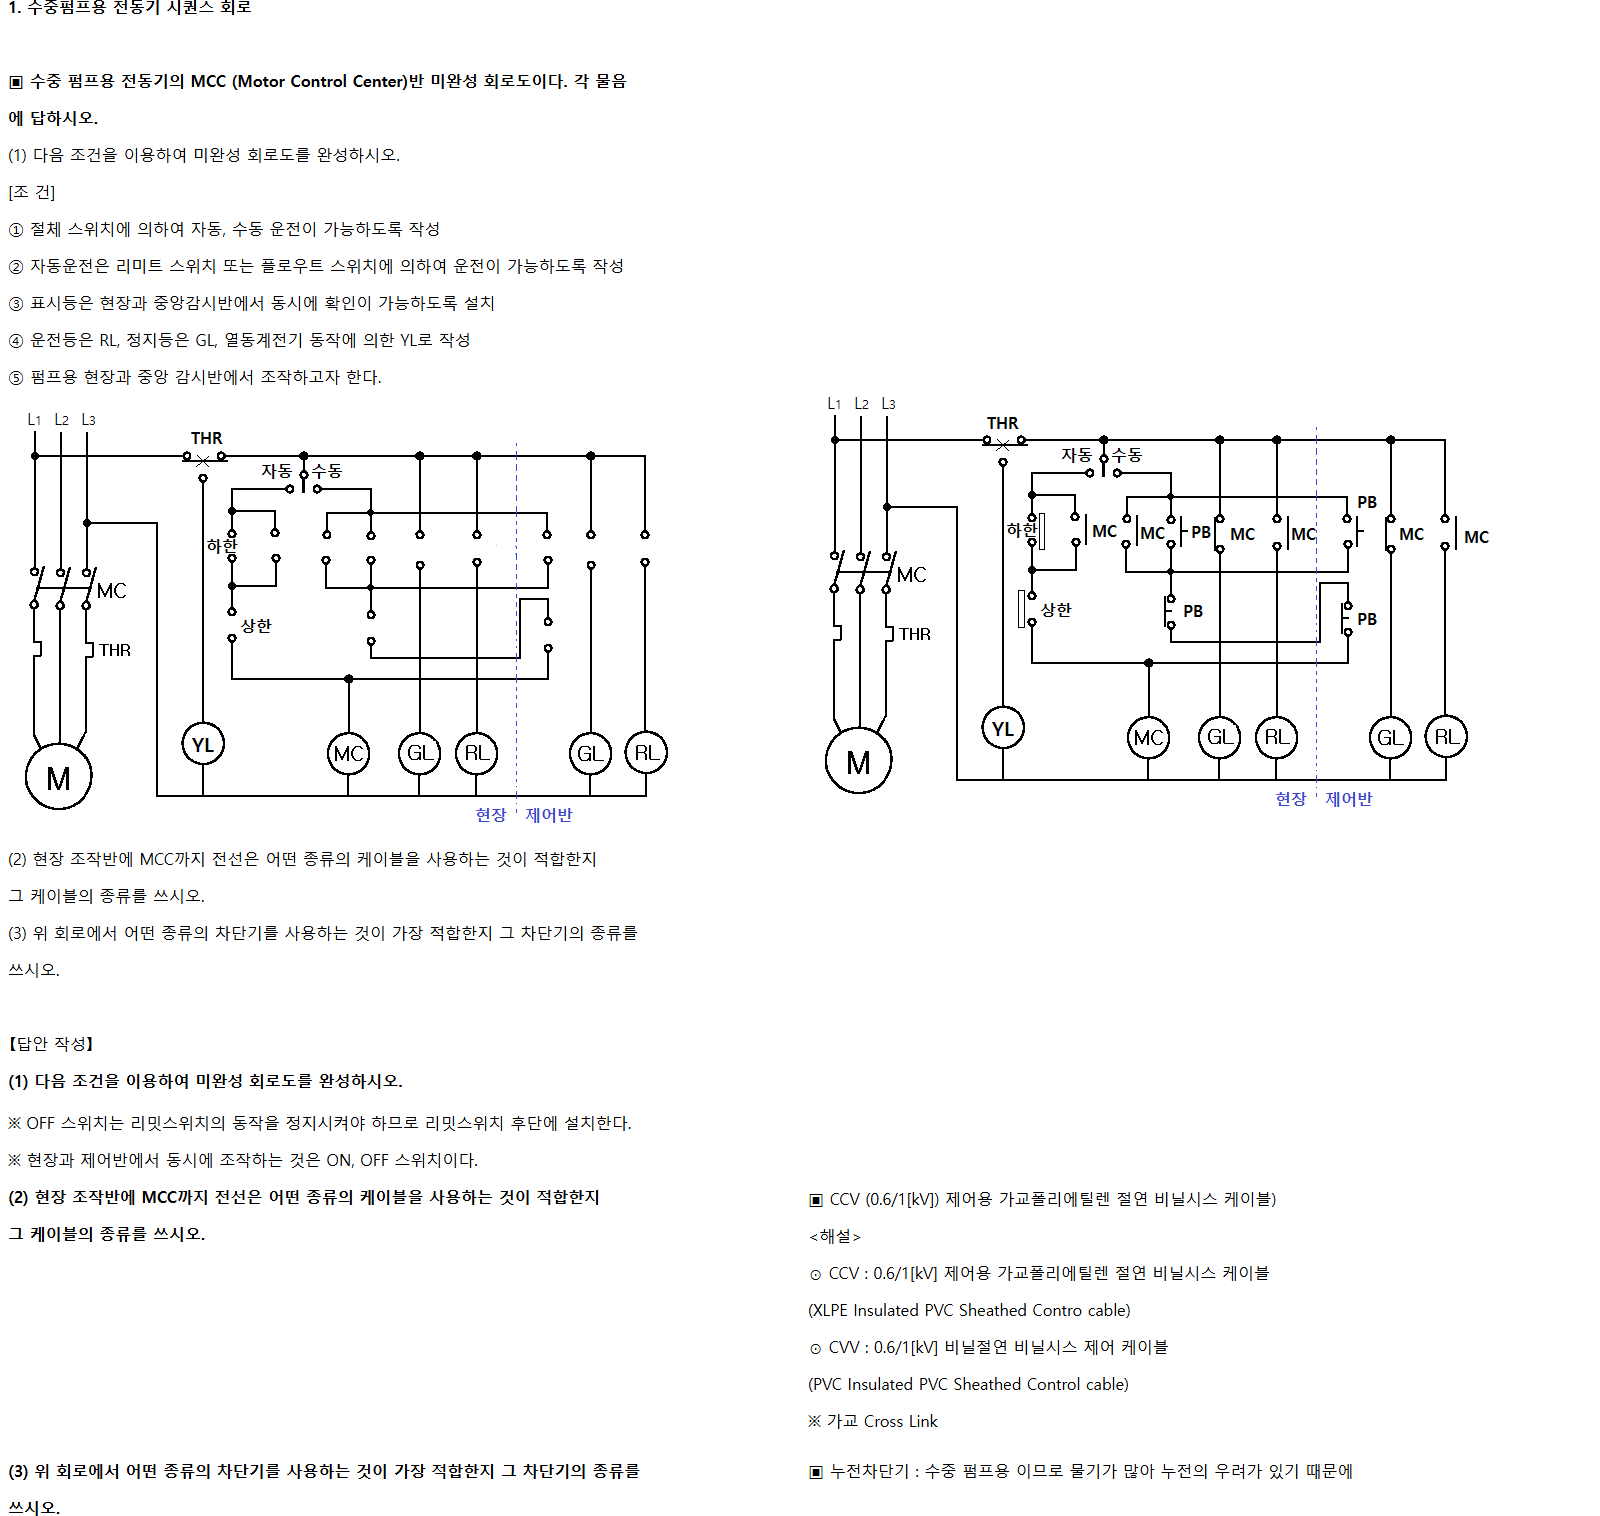 1. 수중펌프용 전동기 시퀀스 회로
▣ 수중 펌프용 전동기의 MCC (Motor Control Center)반 미완성 회로도이다. 각 물음
에 답하시오.
(1) 다음 조건을 이용하여 미완성 회로도를 완성하시오.
[조 건]
① 절체 스위치에 의하여 자동, 수동 운전이 가능하도록 작성
② 자동운전은 리미트 스위치 또는 플로우트 스위치에 의하여 운전이 가능하도록 작성
③ 표시등은 현장과 중앙감시반에서 동시에 확인이 가능하도록 설치
④ 운전등은 RL, 정지등은 GL, 열동계전기 동작에 의한 YL로 작성
⑤ 펌프용 현장과 중앙 감시반에서 조작하고자 한다.
L1 L2 L3
THR
자동 수동
하한
MC
상한
THR
YL MC GL RL GL RL
M
현장 제어반
L1 L2 L3
THR
자동 수동
PB
하한 MC MC PB MC MC MC MC
MC
상한 PB PB
THR
YL MC GL RL GL RL
M
현장 제어반
(2) 현장 조작반에 MCC까지 전선은 어떤 종류의 케이블을 사용하는 것이 적합한지
그 케이블의 종류를 쓰시오.
(3) 위 회로에서 어떤 종류의 차단기를 사용하는 것이 가장 적합한지 그 차단기의 종류를
쓰시오.
【답안 작성】
(1) 다음 조건을 이용하여 미완성 회로도를 완성하시오.
※ OFF 스위치는 리밋스위치의 동작을 정지시켜야 하므로 리밋스위치 후단에 설치한다.
※ 현장과 제어반에서 동시에 조작하는 것은 ON, OFF 스위치이다.
(2) 현장 조작반에 MCC까지 전선은 어떤 종류의 케이블을 사용하는 것이 적합한지
그 케이블의 종류를 쓰시오.
▣ CCV (0.6/1[kV]) 제어용 가교폴리에틸렌 절연 비닐시스 케이블)
<해설>
⊙ CCV : 0.6/1[kV] 제어용 가교폴리에틸렌 절연 비닐시스 케이블
(XLPE Insulated PVC Sheathed Contro cable)
⊙ CVV : 0.6/1[kV] 비닐절연 비닐시스 제어 케이블
(PVC Insulated PVC Sheathed Control cable)
※ 가교 Cross Link
(3) 위 회로에서 어떤 종류의 차단기를 사용하는 것이 가장 적합한지 그 차단기의 종류를
쓰시오.
▣ 누전차단기 : 수중 펌프용 이므로 물기가 많아 누전의 우려가 있기 때문에